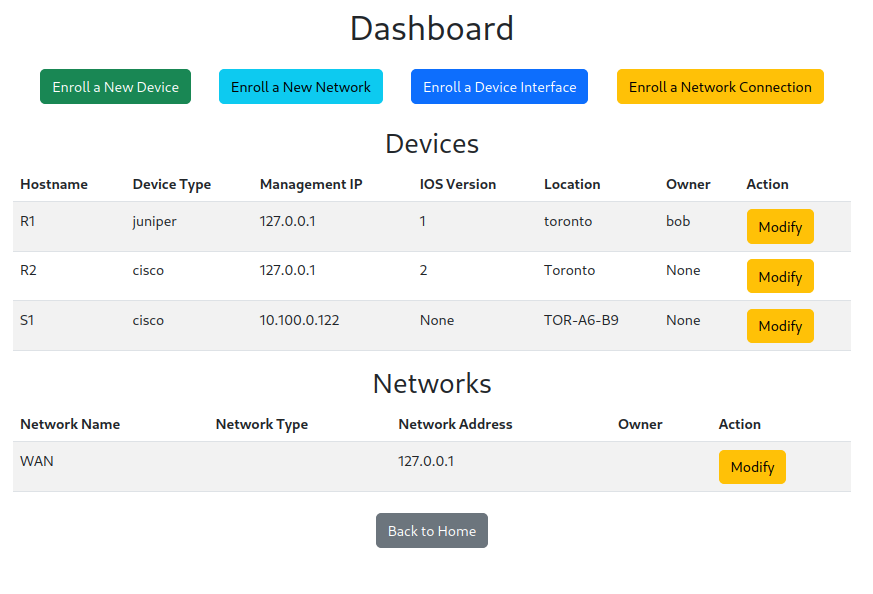 Dashboard
Enroll a New Device Enroll a New Network Enroll a Device Interface Enroll a Network Connection
Devices
Hostname Device Type Management IP IOS Version Location Owner Action
R1 juniper 127.0.0.1 1 toronto bob Modify
R2 cisco 127.0.0.1 2 Toronto None Modify
S1 cisco 10.100.0.122 None TOR-A6-B9 None Modify
Networks
Network Name Network Type Network Address Owner Action
WAN 127.0.0.1 Modify
Back to Home